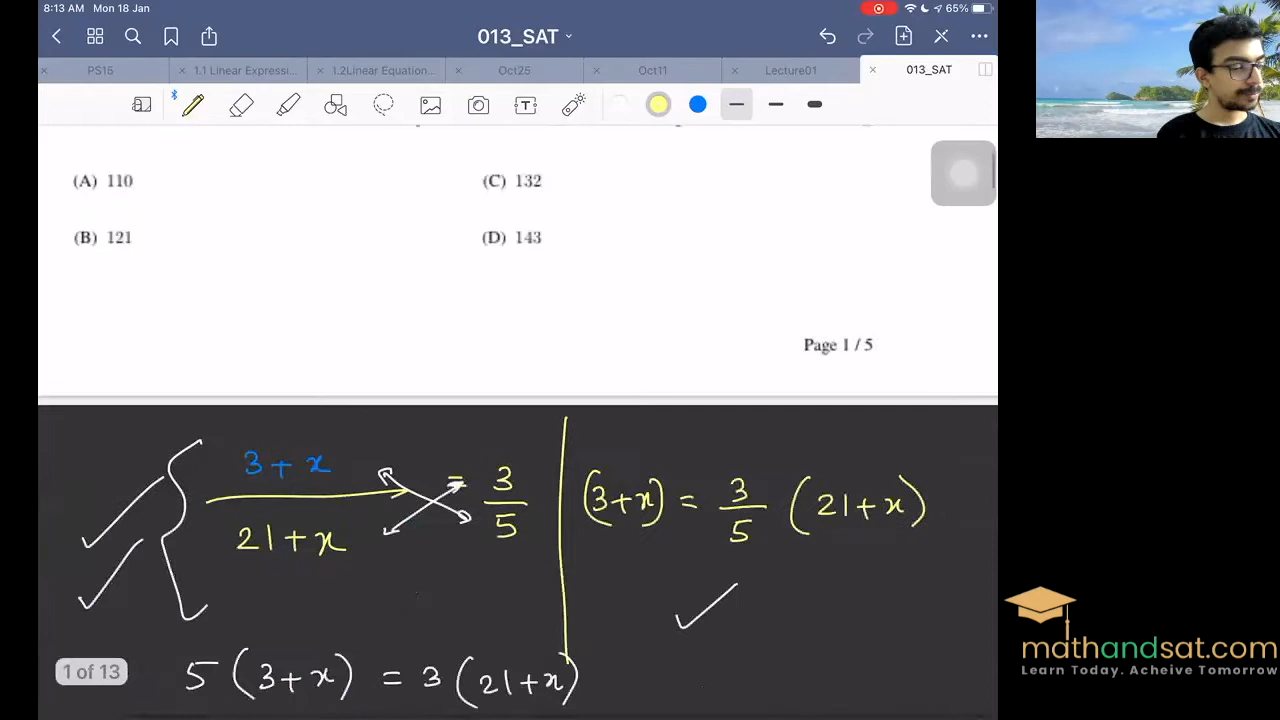 8:13 AM Mon 18 Jan
65%
013_SAT
PS15
1.1 Linear Expressi...
1.2Linear Equation...
Oct25
Oct11
Lecture01
013_SAT
(A) 110
(C) 132
(B) 121
(D) 143
Page 1 / 5
3 + x
21 + x
= 3/5
(3+x) = 3/5 (21+x)
5 (3+x) = 3 (21+x)
1 of 13
mathandsat.com
Learn Today. Acheive Tomorrow